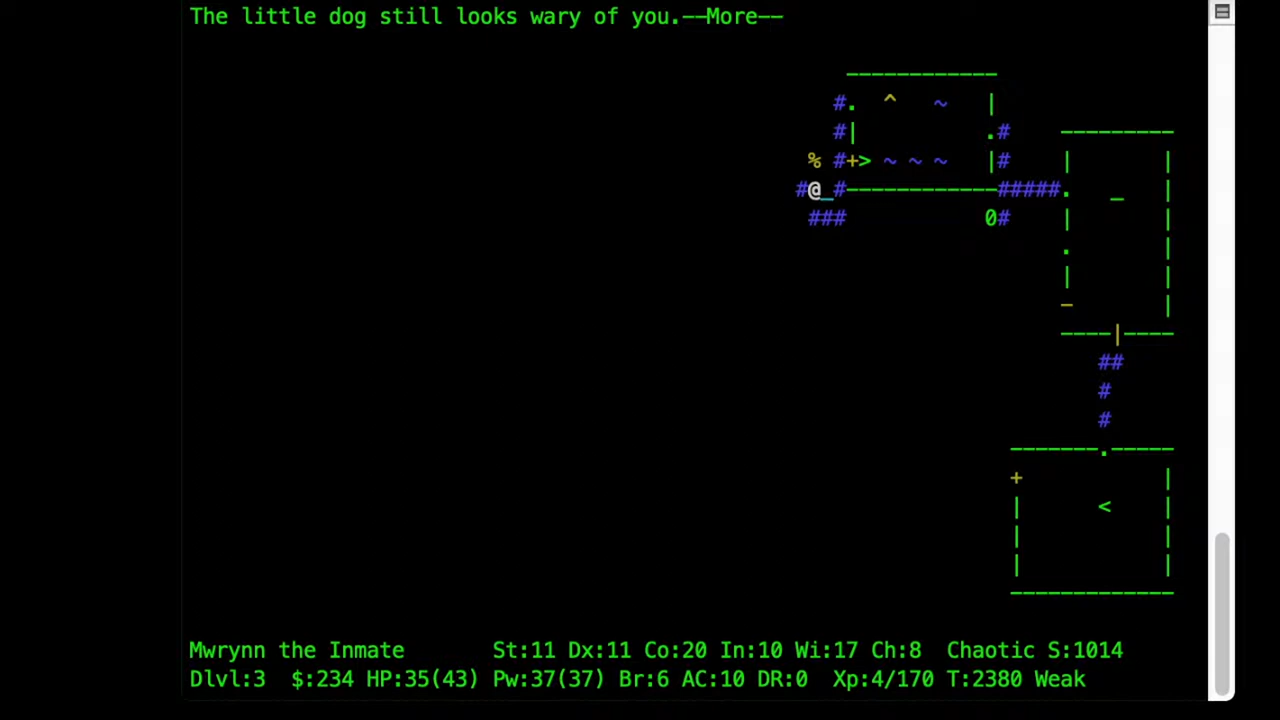 The little dog still looks wary of you.--More--
------------
#. ^ ~ |
#| .# ---------
% #+> ~ ~ ~ |# | |
#@_#------------#####. _ |
### 0# | |
. |
| |
_ |
----|----
##
#
#
-------.-----
+ |
| < |
| |
| |
-------------
Mwrynn the Inmate St:11 Dx:11 Co:20 In:10 Wi:17 Ch:8 Chaotic S:1014
Dlvl:3 $:234 HP:35(43) Pw:37(37) Br:6 AC:10 DR:0 Xp:4/170 T:2380 Weak